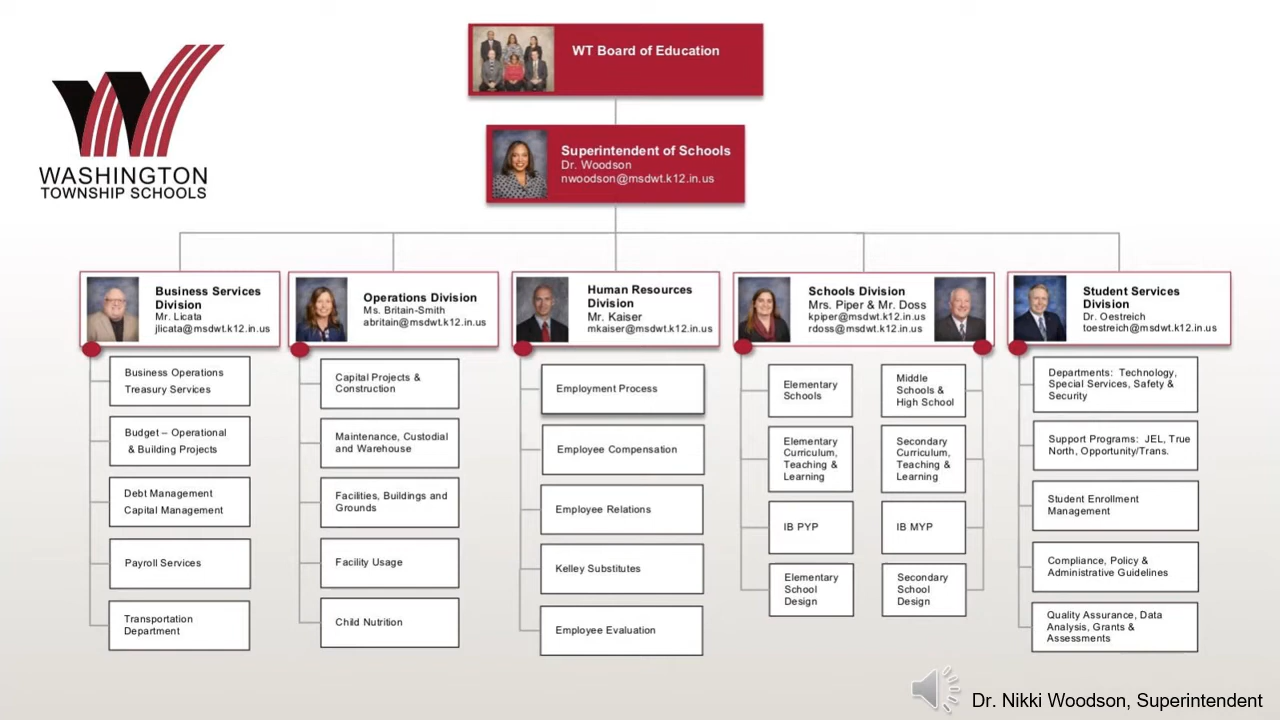 WT Board of Education
WASHINGTON
TOWNSHIP SCHOOLS
Superintendent of Schools
Dr. Woodson
nwoodson@msdwt.k12.in.us
Business Services
Division
Mr. Licata
jlicata@msdwt.k12.in.us
Operations Division
Ms. Britain-Smith
abritain@msdwt.k12.in.us
Human Resources
Division
Mr. Kaiser
mkaiser@msdwt.k12.in.us
Schools Division
Mrs. Piper & Mr. Doss
kpiper@msdwt.k12.in.us
rdoss@msdwt.k12.in.us
Student Services
Division
Dr. Oestreich
toestreich@msdwt.k12.in.us
Business Operations
Treasury Services
Budget – Operational
& Building Projects
Debt Management
Capital Management
Payroll Services
Transportation
Department
Capital Projects &
Construction
Maintenance, Custodial
and Warehouse
Facilities, Buildings and
Grounds
Facility Usage
Child Nutrition
Employment Process
Employee Compensation
Employee Relations
Kelley Substitutes
Employee Evaluation
Elementary
Schools
Elementary
Curriculum,
Teaching &
Learning
IB PYP
Elementary
School
Design
Middle
Schools &
High School
Secondary
Curriculum,
Teaching &
Learning
IB MYP
Secondary
School
Design
Departments: Technology,
Special Services, Safety &
Security
Support Programs: JEL, True
North, Opportunity/Trans.
Student Enrollment
Management
Compliance, Policy &
Administrative Guidelines
Quality Assurance, Data
Analysis, Grants &
Assessments
Dr. Nikki Woodson, Superintendent